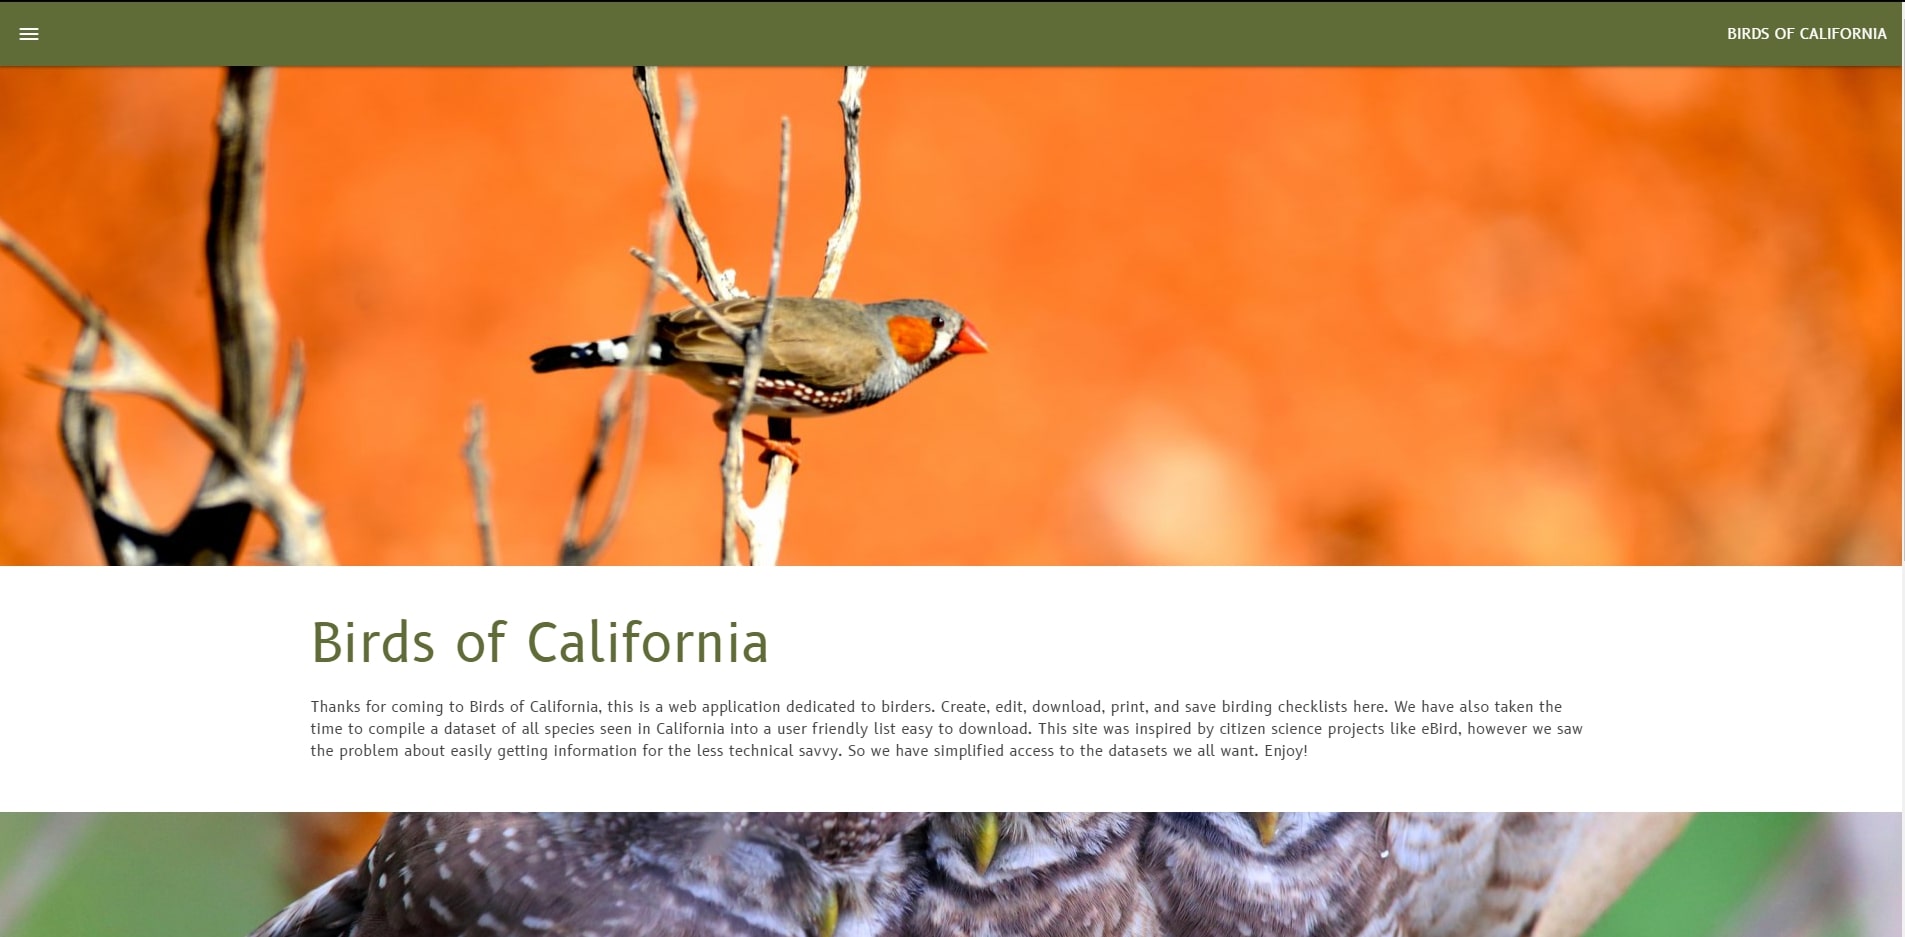 BIRDS OF CALIFORNIA
Birds of California
Thanks for coming to Birds of California, this is a web application dedicated to birders. Create, edit, download, print, and save birding checklists here. We have also taken the
time to compile a dataset of all species seen in California into a user friendly list easy to download. This site was inspired by citizen science projects like eBird, however we saw
the problem about easily getting information for the less technical savvy. So we have simplified access to the datasets we all want. Enjoy!